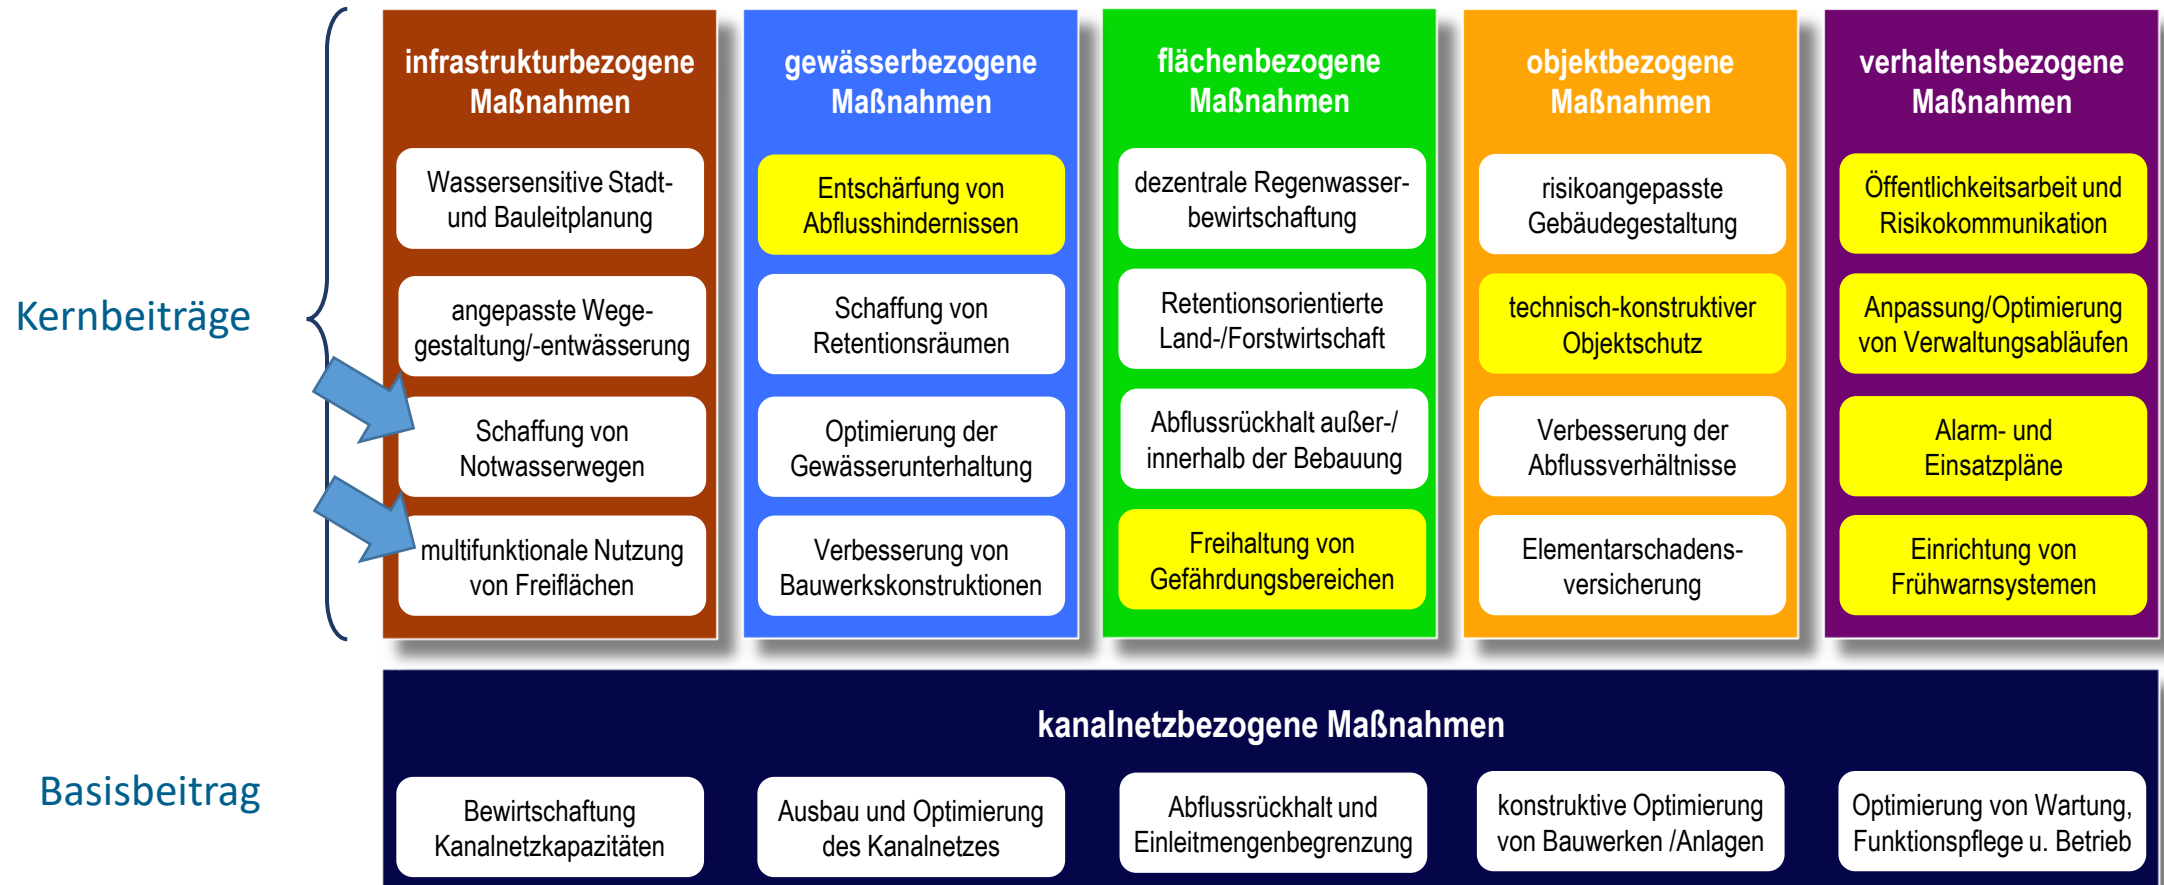 Kernbeiträge
infrastrukturbezogene
Maßnahmen
Wassersensitive Stadt-
und Bauleitplanung
angepasste Wege-
gestaltung/-entwässerung
Schaffung von
Notwasserwegen
multifunktionale Nutzung
von Freiflächen
gewässerbezogene
Maßnahmen
Entschärfung von
Abflusshindernissen
Schaffung von
Retentionsräumen
Optimierung der
Gewässerunterhaltung
Verbesserung von
Bauwerkskonstruktionen
flächenbezogene
Maßnahmen
dezentrale Regenwasser-
bewirtschaftung
Retentionsorientierte
Land-/Forstwirtschaft
Abflussrückhalt außer-/
innerhalb der Bebauung
Freihaltung von
Gefährdungsbereichen
objektbezogene
Maßnahmen
risikoangepasste
Gebäudegestaltung
technisch-konstruktiver
Objektschutz
Verbesserung der
Abflussverhältnisse
Elementarschadens-
versicherung
verhaltensbezogene
Maßnahmen
Öffentlichkeitsarbeit und
Risikokommunikation
Anpassung/Optimierung
von Verwaltungsabläufen
Alarm- und
Einsatzpläne
Einrichtung von
Frühwarnsystemen
Basisbeitrag
kanalnetzbezogene Maßnahmen
Bewirtschaftung
Kanalnetzkapazitäten
Ausbau und Optimierung
des Kanalnetzes
Abflussrückhalt und
Einleitmengenbegrenzung
konstruktive Optimierung
von Bauwerken /Anlagen
Optimierung von Wartung,
Funktionspflege u. Betrieb